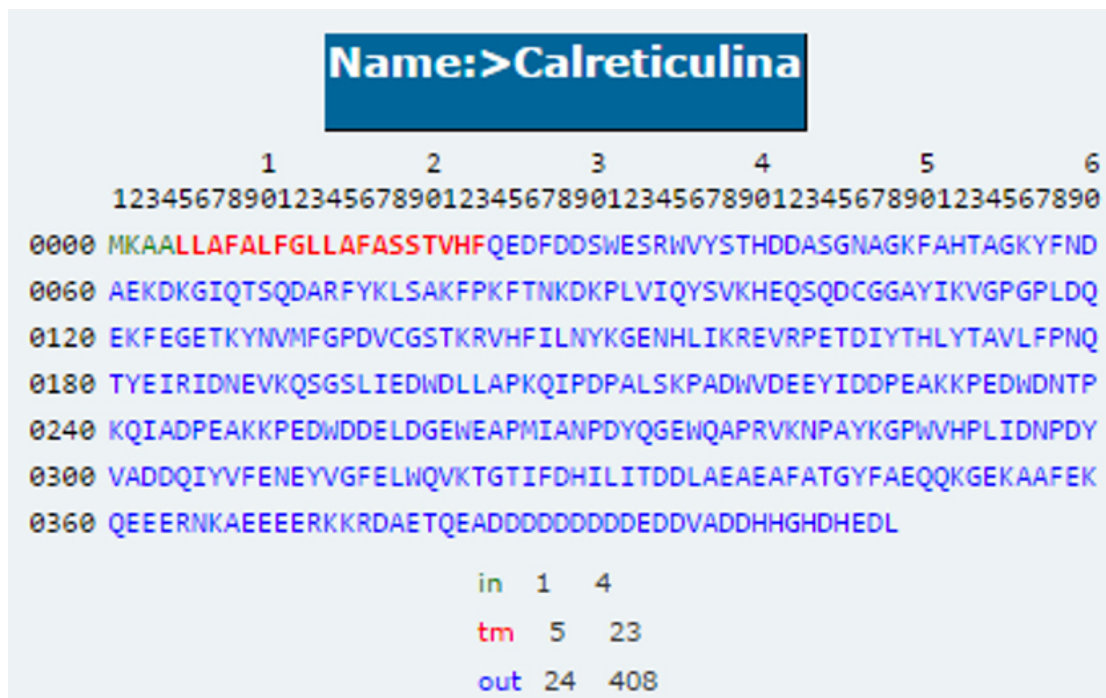 Name:>Calreticulina
1 2 3 4 5 6
123456789012345678901234567890123456789012345678901234567890
0000 MKAALLAFALFGLLAFASSTVHFQEDFDDSWESRWVYSTHDDASGNAGKFAHTAGKYFND
0060 AEKDKGIQTSQDARFYKLSAKFPKFTNKDKPLVIQYSVKHEQSQDCGGAYIKVGPGPLDQ
0120 EKFEGETKYNVMFGPDVCGSTKRVHFILNYKGENHLIKREVRPETDIYTHLYTAVLFPNQ
0180 TYEIRIDNEVKQSGSLIEDWDLLAPKQIPDPALSKPADWVDEEYIDDPEAKKPEDWDNTP
0240 KQIADPEAKKPEDWDDELDGEWEAPMIANPDYQGEWQAPRVKNPAYKGPWVHPLIDNPDY
0300 VADDQIYVFENEYVGFELWQVKTGTIFDHILITDDLAEAEAFATGYFAEQQKGEKAAFEK
0360 QEEERNKAEEEERKKRDAETQEADDDDDDDDDEDDVADDHHGHDHEDL
in 1 4
tm 5 23
out 24 408